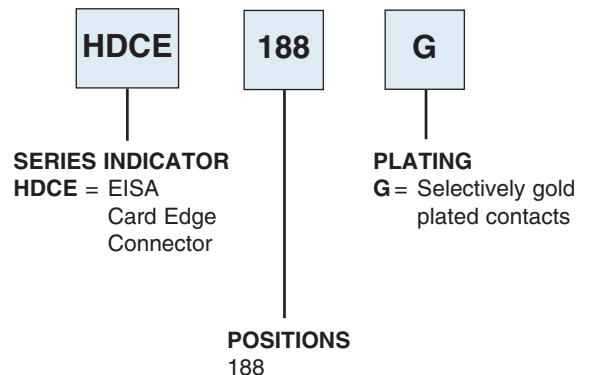 HDCE 188 G
SERIES INDICATOR
HDCE = EISA
Card Edge
Connector
PLATING
G = Selectively gold
plated contacts
POSITIONS
188